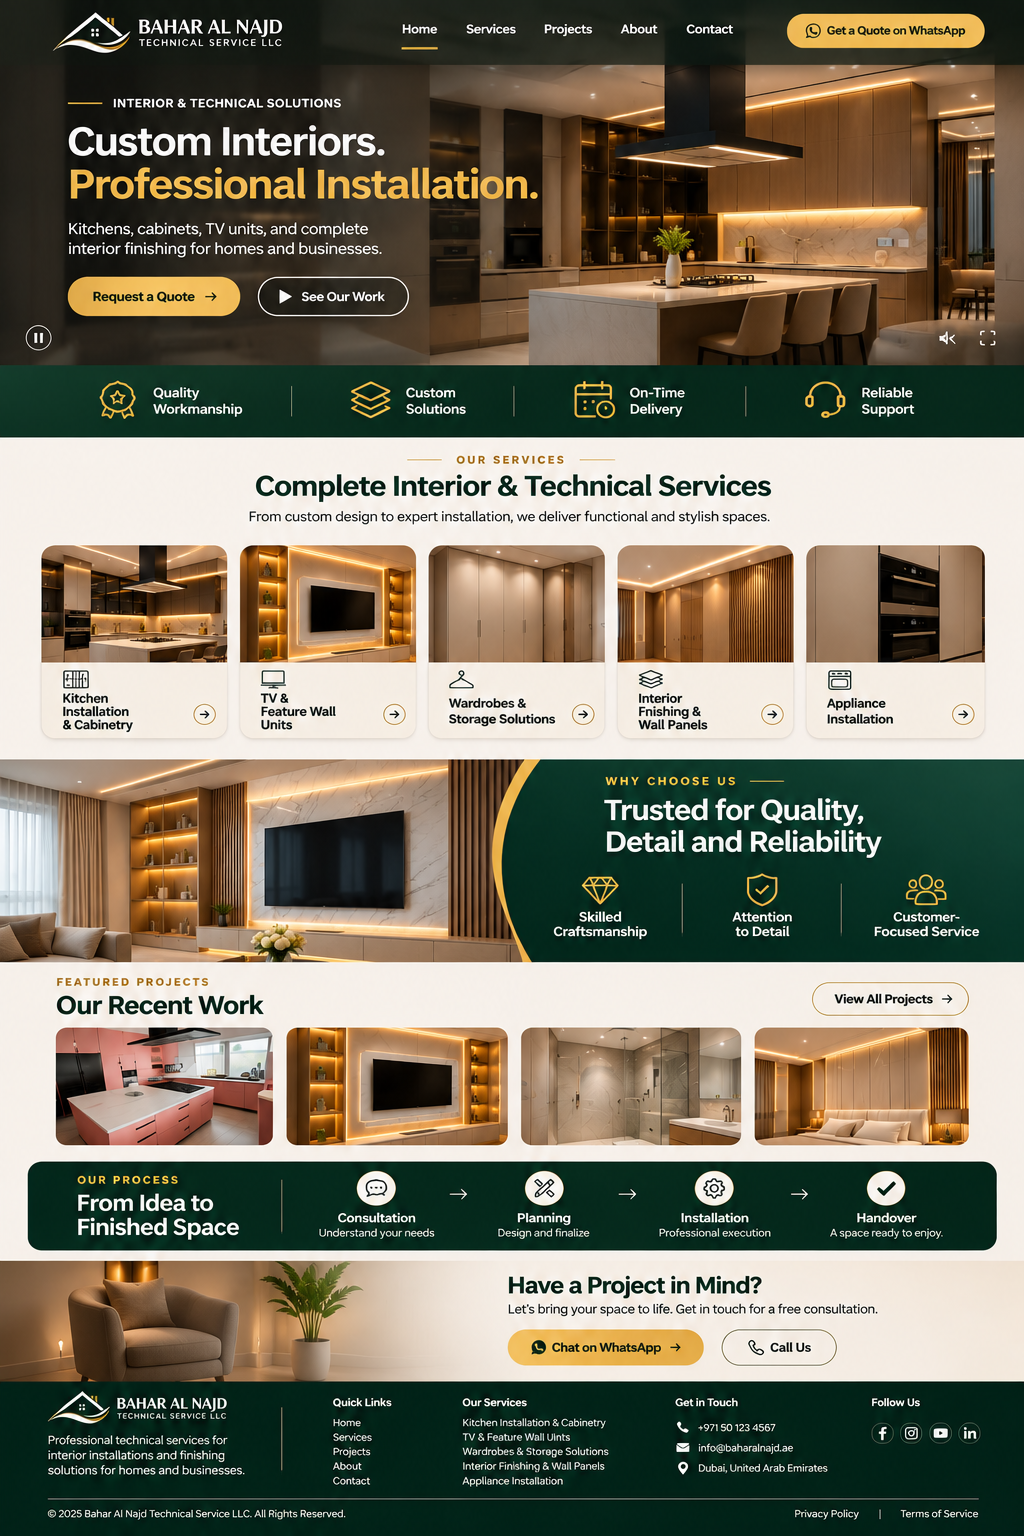 BAHAR AL NAJD
TECHNICAL SERVICE LLC
Home
Services
Projects
About
Contact
Get a Quote on WhatsApp
INTERIOR & TECHNICAL SOLUTIONS
Custom Interiors.
Professional Installation.
Kitchens, cabinets, TV units, and complete
interior finishing for homes and businesses.
Request a Quote
See Our Work
Quality
Workmanship
Custom
Solutions
On-Time
Delivery
Reliable
Support
OUR SERVICES
Complete Interior & Technical Services
From custom design to expert installation, we deliver functional and stylish spaces.
Kitchen
Installation
& Cabinetry
TV &
Feature Wall
Units
Wardrobes &
Storage Solutions
Interior
Fnishing &
Wall Panels
Appliance
Installation
WHY CHOOSE US
Trusted for Quality,
Detail and Reliability
Skilled
Craftsmanship
Attention
to Detail
Customer-
Focused Service
FEATURED PROJECTS
Our Recent Work
View All Projects
OUR PROCESS
From Idea to
Finished Space
Consultation
Understand your needs
Planning
Design and finalize
Installation
Professional execution
Handover
A space ready to enjoy.
Have a Project in Mind?
Let's bring your space to life. Get in touch for a free consultation.
Chat on WhatsApp
Call Us
BAHAR AL NAJD
TECHNICAL SERVICE LLC
Professional technical services for
interior installations and finishing
solutions for homes and businesses.
Quick Links
Home
Services
Projects
About
Contact
Our Services
Kitchen Installation & Cabinetry
TV & Feature Wall Uints
Wardrobes & Storage Solutions
Interior Finishing & Wall Panels
Appliance Installation
Get in Touch
+971 50 123 4567
info@baharalnajd.ae
Dubai, United Arab Emirates
Follow Us
© 2025 Bahar Al Najd Technical Service LLC. All Rights Reserved.
Privacy Policy
Terms of Service